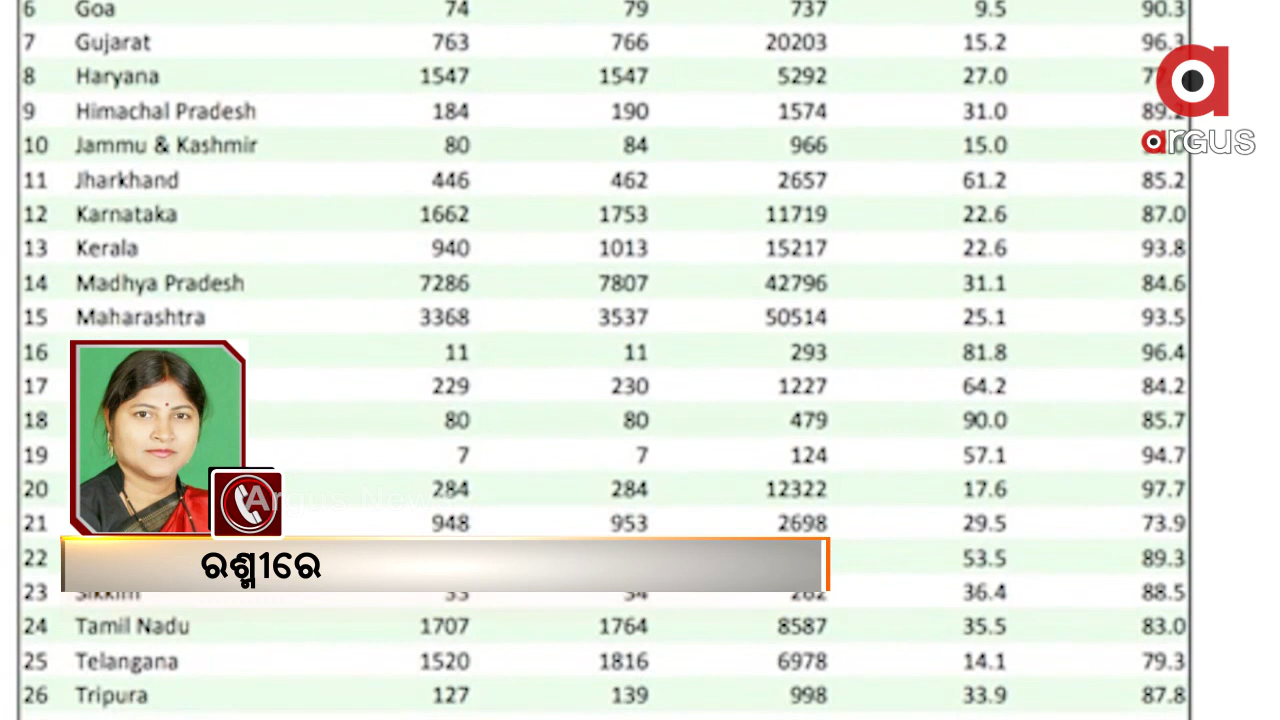 6 Goa 74 79 737 9.5 90.3
7 Gujarat 763 766 20203 15.2 96.3
8 Haryana 1547 1547 5292 27.0
9 Himachal Pradesh 184 190 1574 31.0 89.2
10 Jammu & Kashmir 80 84 966 15.0
argus
11 Jharkhand 446 462 2657 61.2 85.2
12 Karnataka 1662 1753 11719 22.6 87.0
13 Kerala 940 1013 15217 22.6 93.8
14 Madhya Pradesh 7286 7807 42796 31.1 84.6
15 Maharashtra 3368 3537 50514 25.1 93.5
16 11 11 293 81.8 96.4
17 229 230 1227 64.2 84.2
18 80 80 479 90.0 85.7
19 7 7 124 57.1 94.7
20 284 284 12322 17.6 97.7
Argus News
21 948 953 2698 29.5 73.9
22 53.5 89.3
ରଶ୍ମୀରେ
23 Sikkim 33 34 262 36.4 88.5
24 Tamil Nadu 1707 1764 8587 35.5 83.0
25 Telangana 1520 1816 6978 14.1 79.3
26 Tripura 127 139 998 33.9 87.8